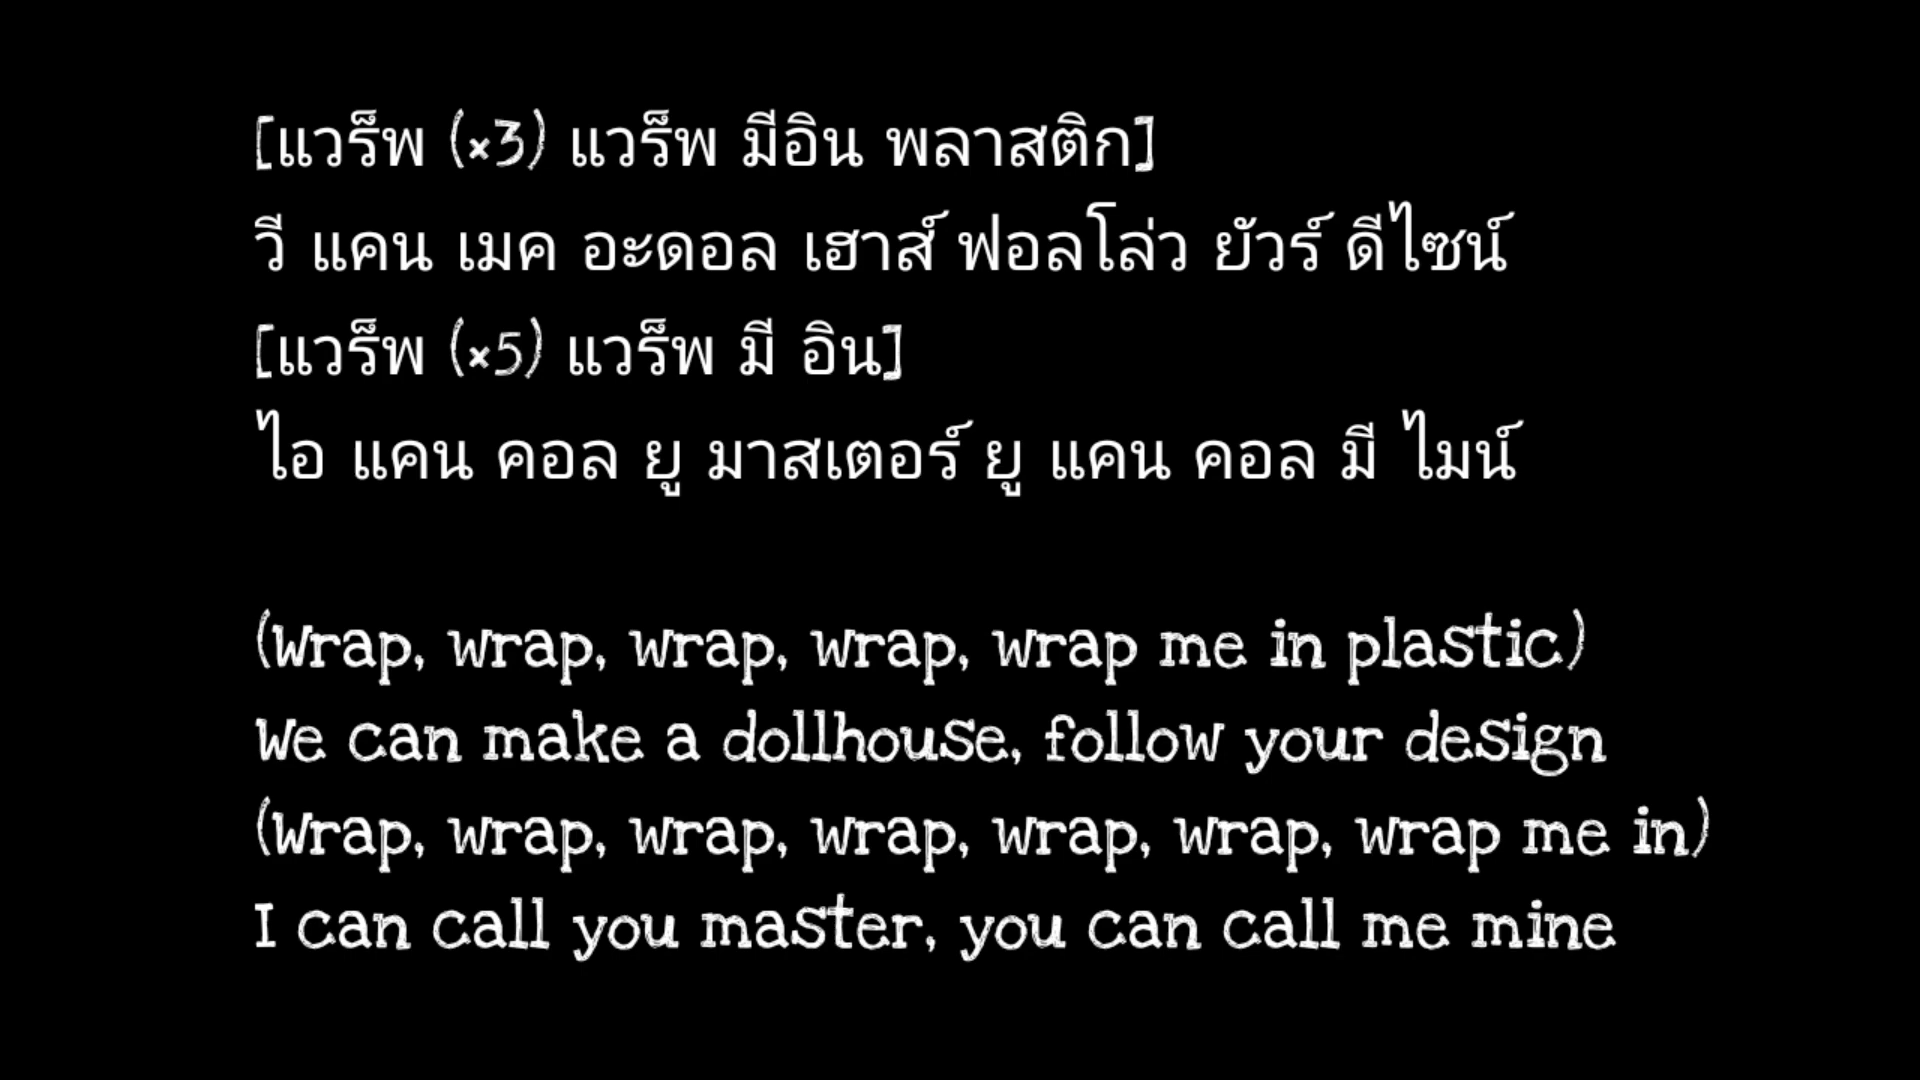 [แวร็พ (×3) แวร็พ มีอิน พลาสติก]
วี แคน เมค อะดอล เฮาส์ ฟอลโล่ว ยัวร์ ดีไซน์
[แวร็พ (×5) แวร็พ มี อิน]
ไอ แคน คอล ยู มาสเตอร์ ยู แคน คอล มี ไมน์
(Wrap, wrap, wrap, wrap, wrap me in plastic)
We can make a dollhouse, follow your design
(Wrap, wrap, wrap, wrap, wrap, wrap, wrap me in)
I can call you master, you can call me mine